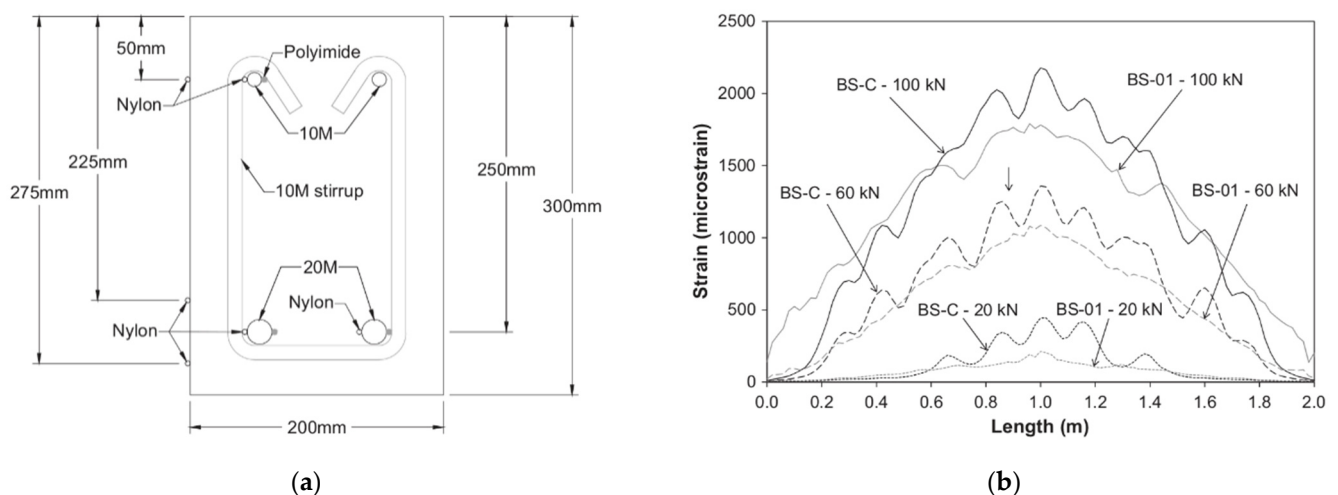 50mm
Polyimide
Nylon
10M
225mm
275mm
10M stirrup
250mm
300mm
20M
Nylon
Nylon
200mm
(a)
2500
2000
1500
1000
500
0
Strain (microstrain)
BS-C - 100 kN
BS-01 - 100 kN
BS-C - 60 kN
BS-01 - 60 kN
BS-C - 20 kN
BS-01 - 20 kN
0.0 0.2 0.4 0.6 0.8 1.0 1.2 1.4 1.6 1.8 2.0
Length (m)
(b)